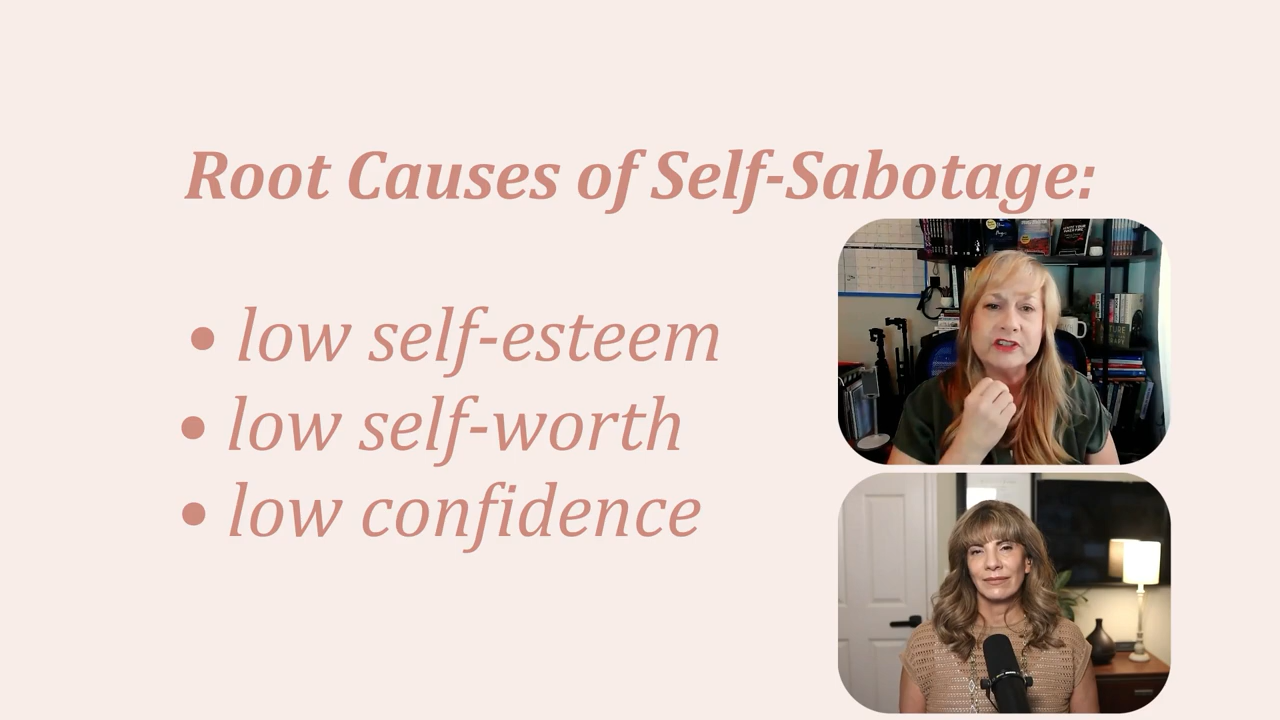 Root Causes of Self-Sabotage:
• low self-esteem
• low self-worth
• low confidence